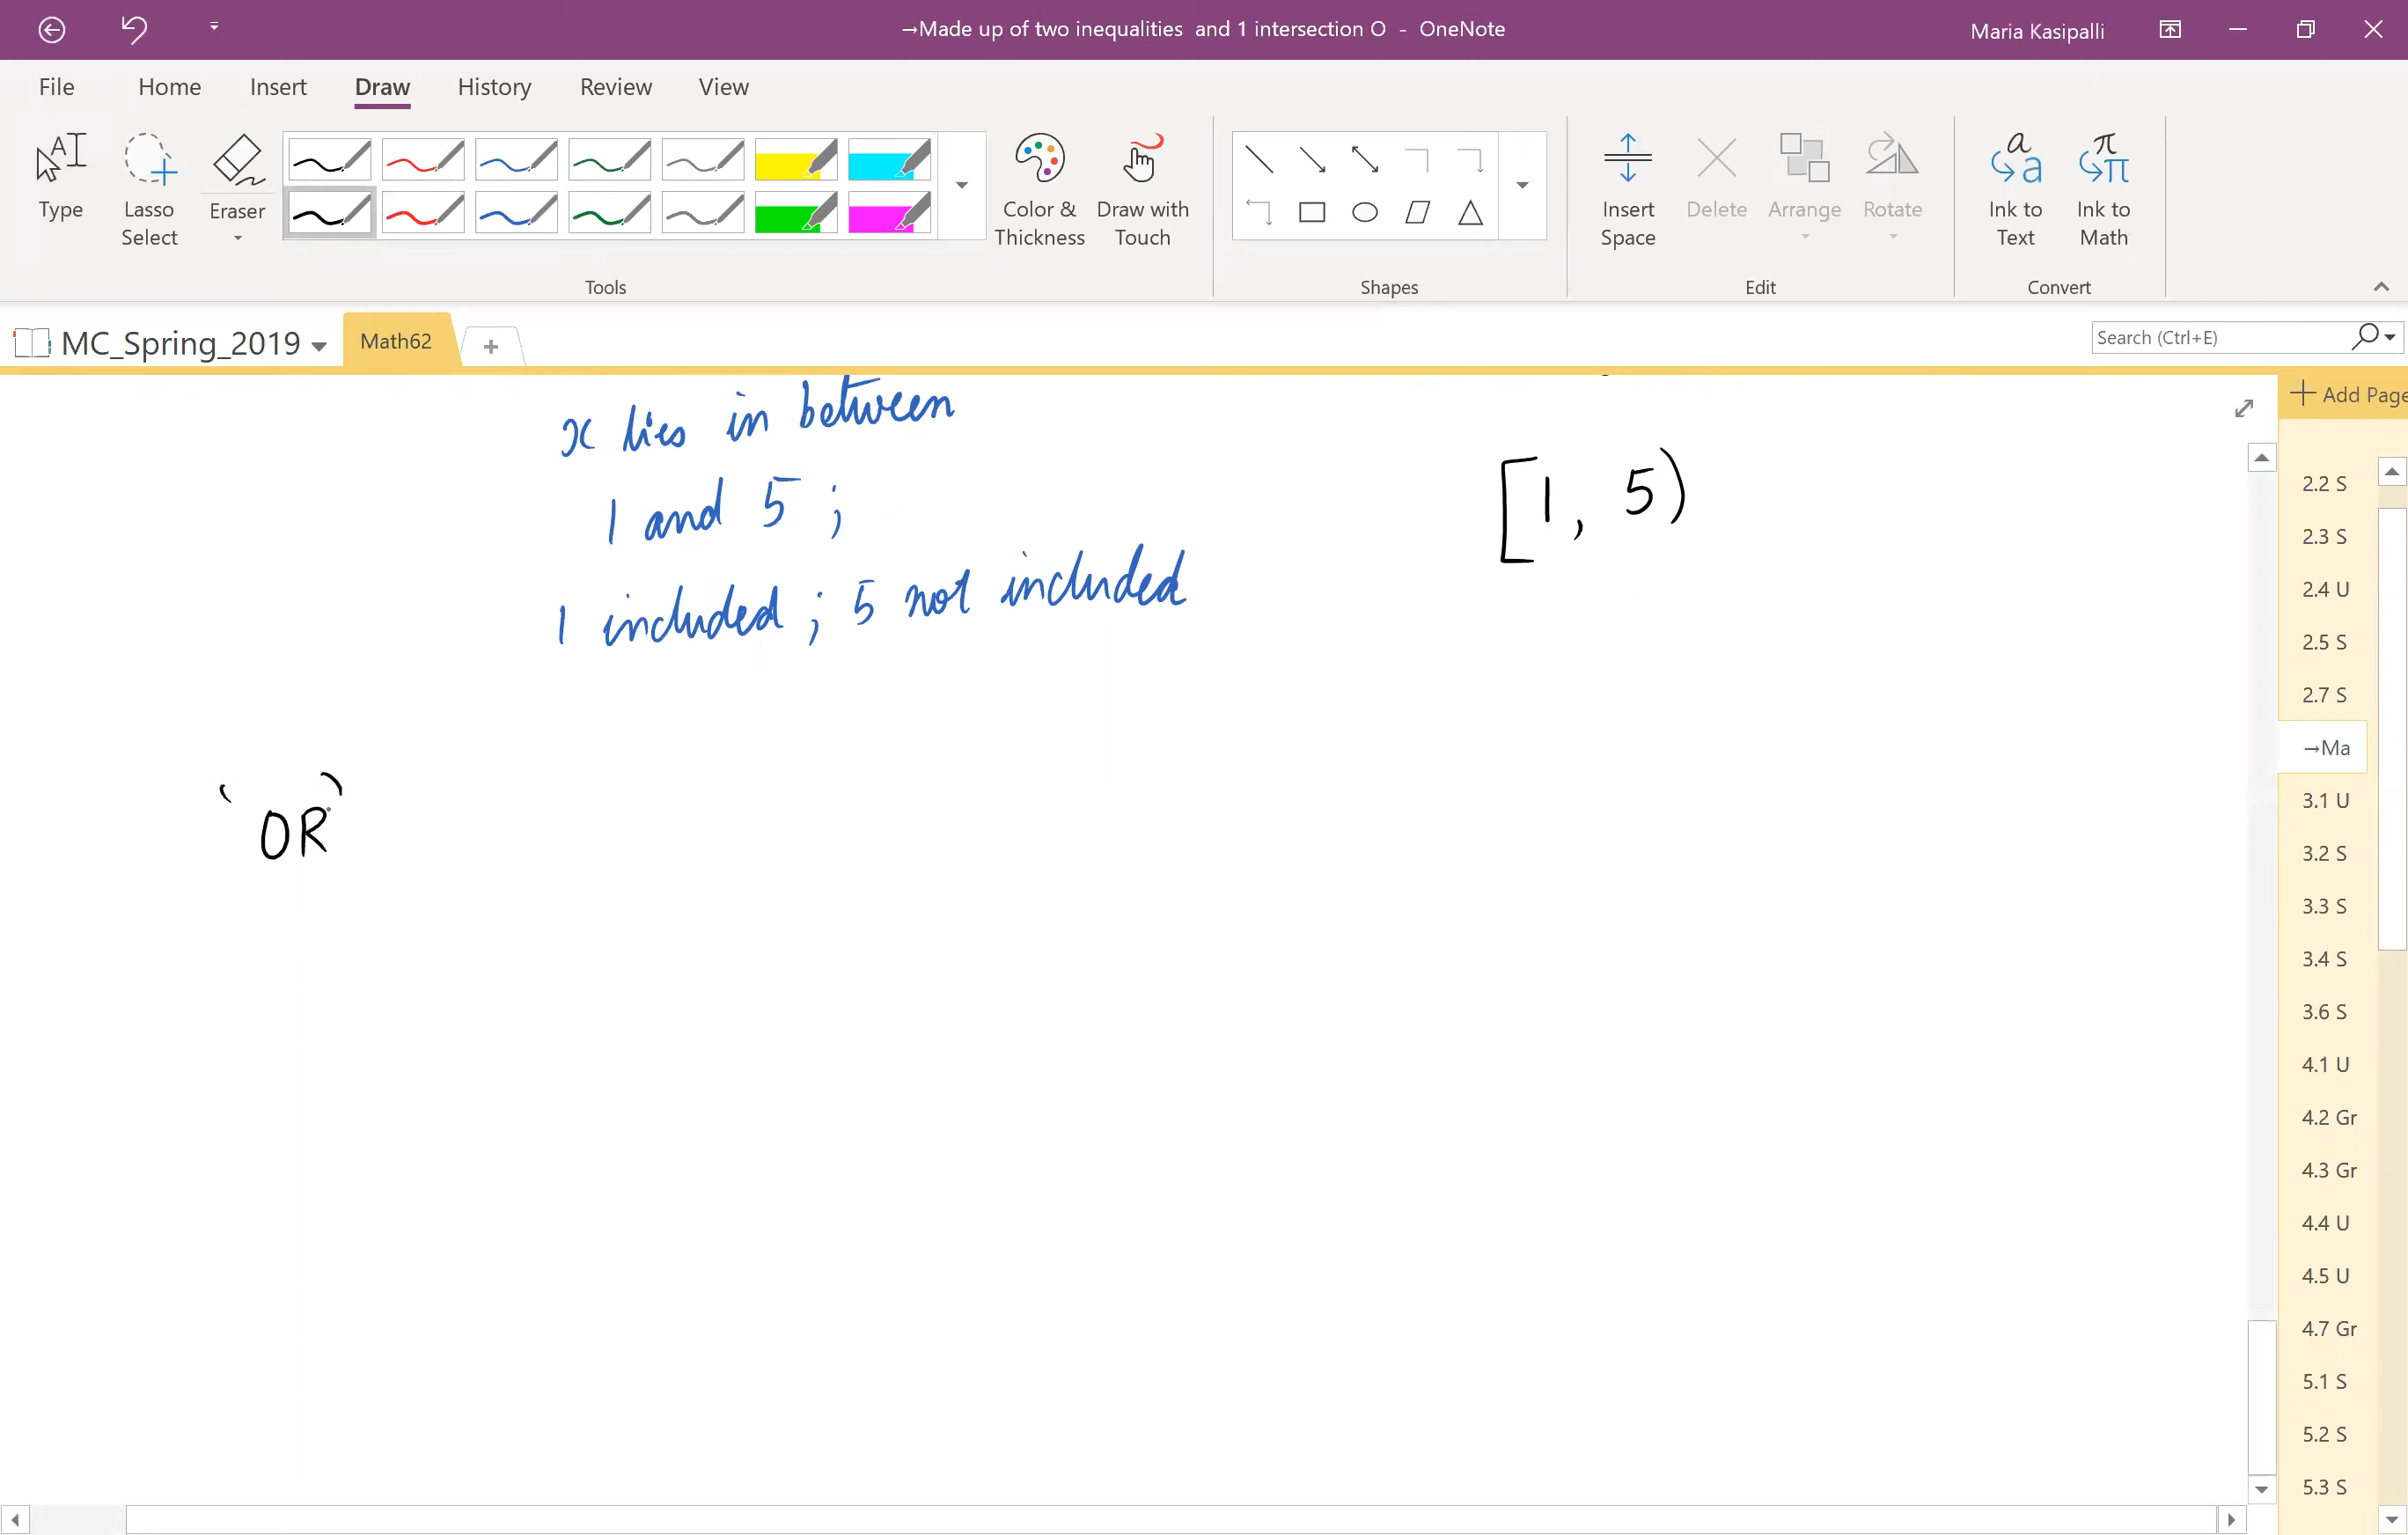 →Made up of two inequalities and 1 intersection O - OneNote
Maria Kasipalli
File Home Insert Draw History Review View
Type
Lasso Select
Eraser
Color & Thickness
Draw with Touch
Insert Space
Delete
Arrange
Rotate
Ink to Text
Ink to Math
Tools
Shapes
Edit
Convert
MC_Spring_2019
Math62
Search (Ctrl+E)
Add Page
x lies in between
1 and 5 ;
1 included ; 5 not included
[1, 5)
‘OR’
2.2 S
2.3 S
2.4 U
2.5 S
2.7 S
→Ma
3.1 U
3.2 S
3.3 S
3.4 S
3.6 S
4.1 U
4.2 Gr
4.3 Gr
4.4 U
4.5 U
4.7 Gr
5.1 S
5.2 S
5.3 S